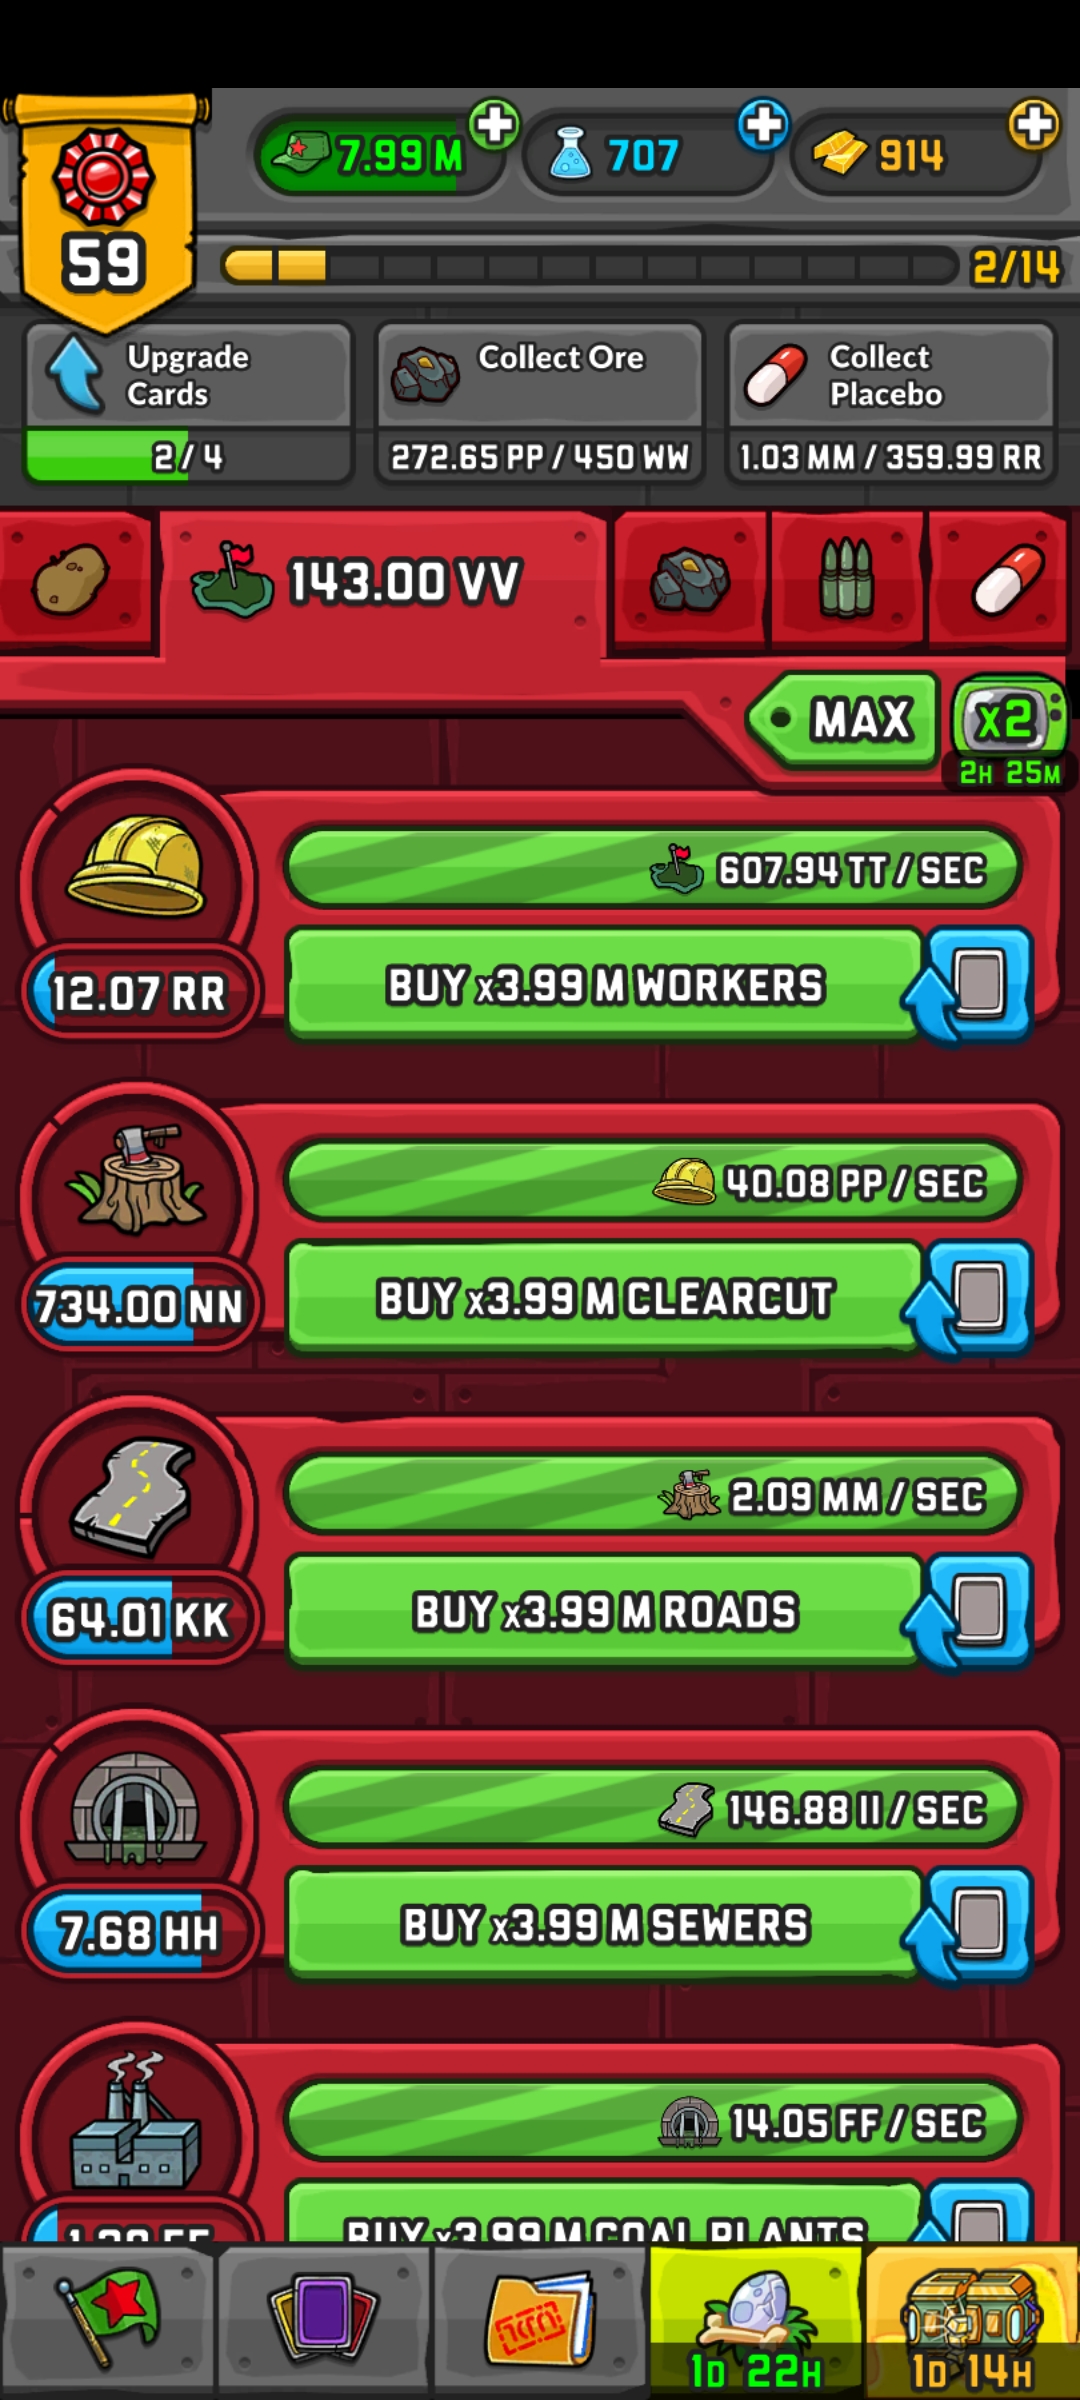 7.99 M
707
914
59
2/14
Upgrade
Cards
2/4
Collect Ore
272.65 PP / 450 WW
Collect
Placebo
1.03 MM / 359.99 RR
143.00 VV
MAX
x2
2H 25M
607.94 TT / SEC
12.07 RR
BUY x3.99 M WORKERS
40.08 PP / SEC
734.00 NN
BUY x3.99 M CLEARCUT
2.09 MM / SEC
64.01 KK
BUY x3.99 M ROADS
146.88 II / SEC
7.68 HH
BUY x3.99 M SEWERS
14.05 FF / SEC
BUY x3.99 M COAL PLANTS
1D 22H
1D 14H